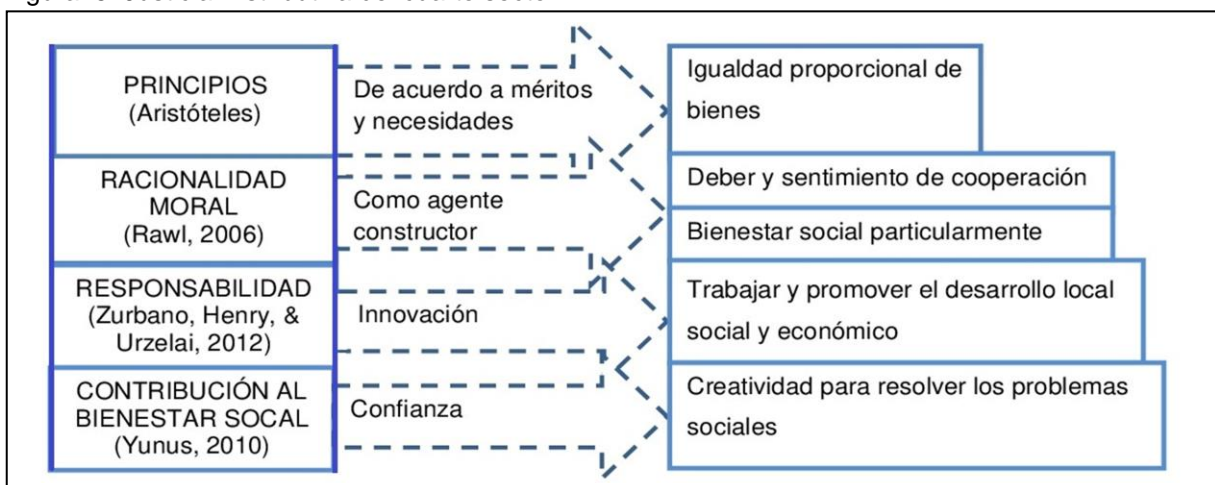 PRINCIPIOS
(Aristóteles)
De acuerdo a méritos
y necesidades
Igualdad proporcional de
bienes
RACIONALIDAD
MORAL
(Rawl, 2006)
Como agente
constructor
Deber y sentimiento de cooperación
Bienestar social particularmente
RESPONSABILIDAD
(Zurbano, Henry, &
Urzelai, 2012)
Innovación
Trabajar y promover el desarrollo local
social y económico
CONTRIBUCIÓN AL
BIENESTAR SOCAL
(Yunus, 2010)
Confianza
Creatividad para resolver los problemas
sociales